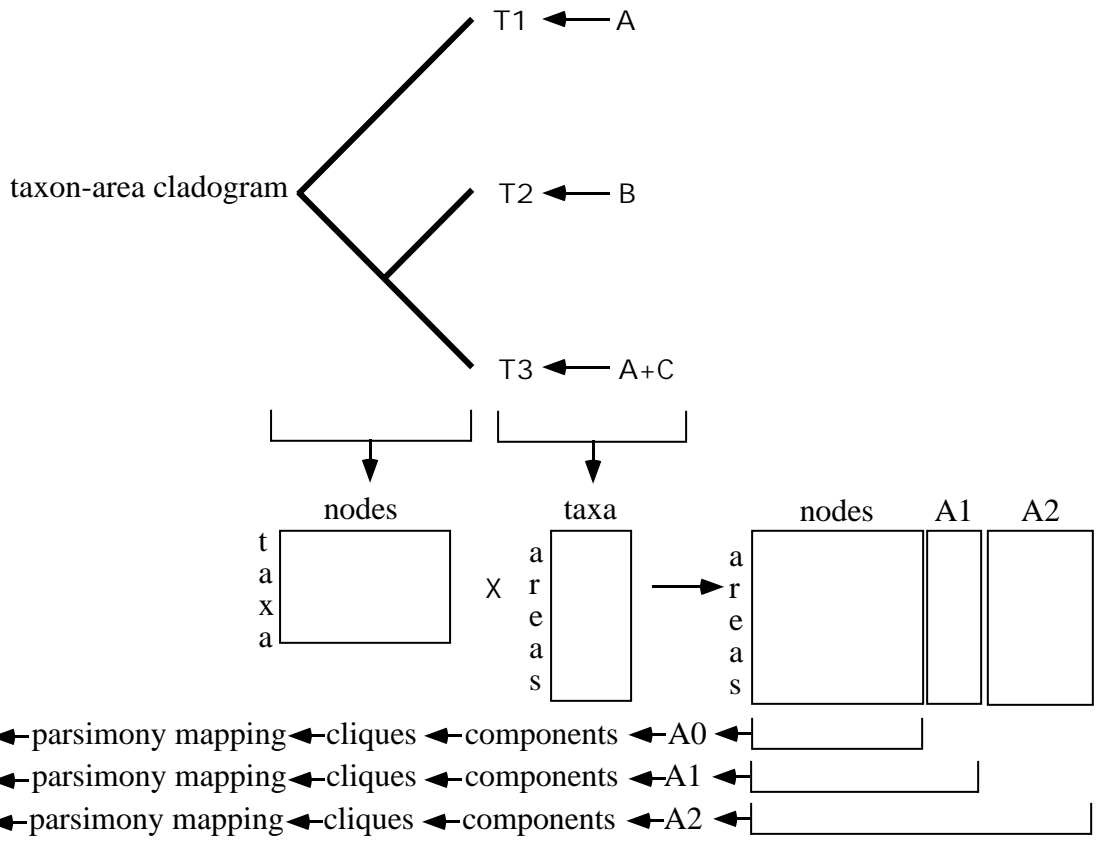 T1 A
taxon-area cladogram T2 B
T3 A+C
nodes taxa nodes A1 A2
taxa
X
areas
areas
parsimony mapping cliques components A0
parsimony mapping cliques components A1
parsimony mapping cliques components A2